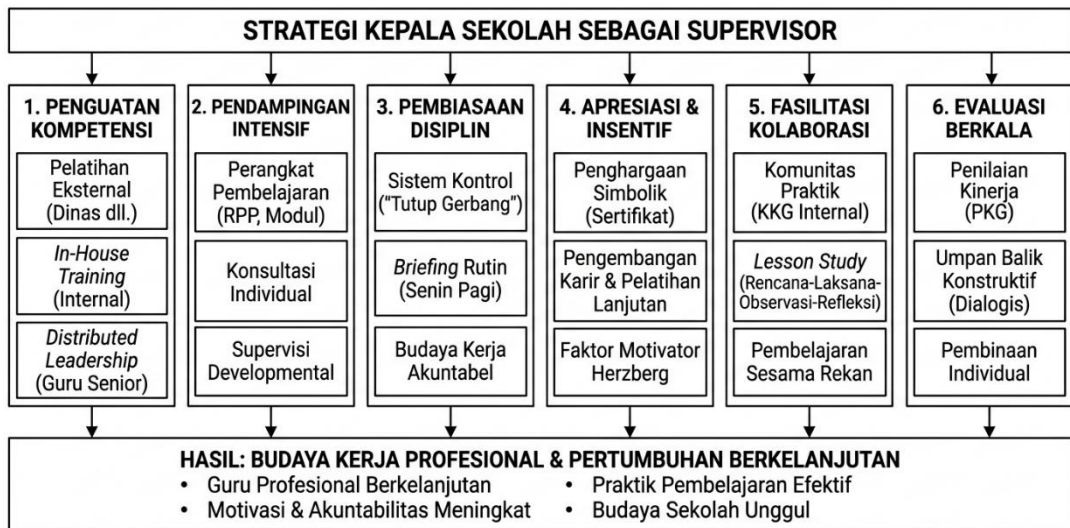 STRATEGI KEPALA SEKOLAH SEBAGAI SUPERVISOR
1. PENGUATAN
KOMPETENSI
Pelatihan
Eksternal
(Dinas dll.)
In-House
Training
(Internal)
Distributed
Leadership
(Guru Senior)
2. PENDAMPINGAN
INTENSIF
Perangkat
Pembelajaran
(RPP, Modul)
Konsultasi
Individual
Supervisi
Developmental
3. PEMBIASAAN
DISIPLIN
Sistem Kontrol
("Tutup Gerbang")
Briefing Rutin
(Senin Pagi)
Budaya Kerja
Akuntabel
4. APRESIASI &
INSENTIF
Penghargaan
Simbolik
(Sertifikat)
Pengembangan
Karir & Pelatihan
Lanjutan
Faktor Motivator
Herzberg
5. FASILITASI
KOLABORASI
Komunitas
Praktik
(KKG Internal)
Lesson Study
(Rencana-Laksana-
Observasi-Refleksi)
Pembelajaran
Sesama Rekan
6. EVALUASI
BERKALA
Penilaian
Kinerja
(PKG)
Umpan Balik
Konstruktif
(Dialogis)
Pembinaan
Individual
HASIL: BUDAYA KERJA PROFESIONAL & PERTUMBUHAN BERKELANJUTAN
• Guru Profesional Berkelanjutan
• Motivasi & Akuntabilitas Meningkat
• Praktik Pembelajaran Efektif
• Budaya Sekolah Unggul